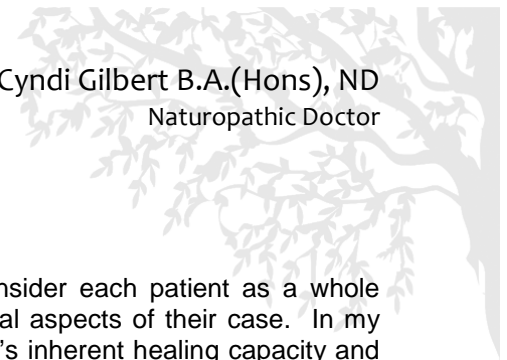 Cyndi Gilbert B.A.(Hons), ND
Naturopathic Doctor
nsider each patient as a whole
al aspects of their case. In my
's inherent healing capacity and